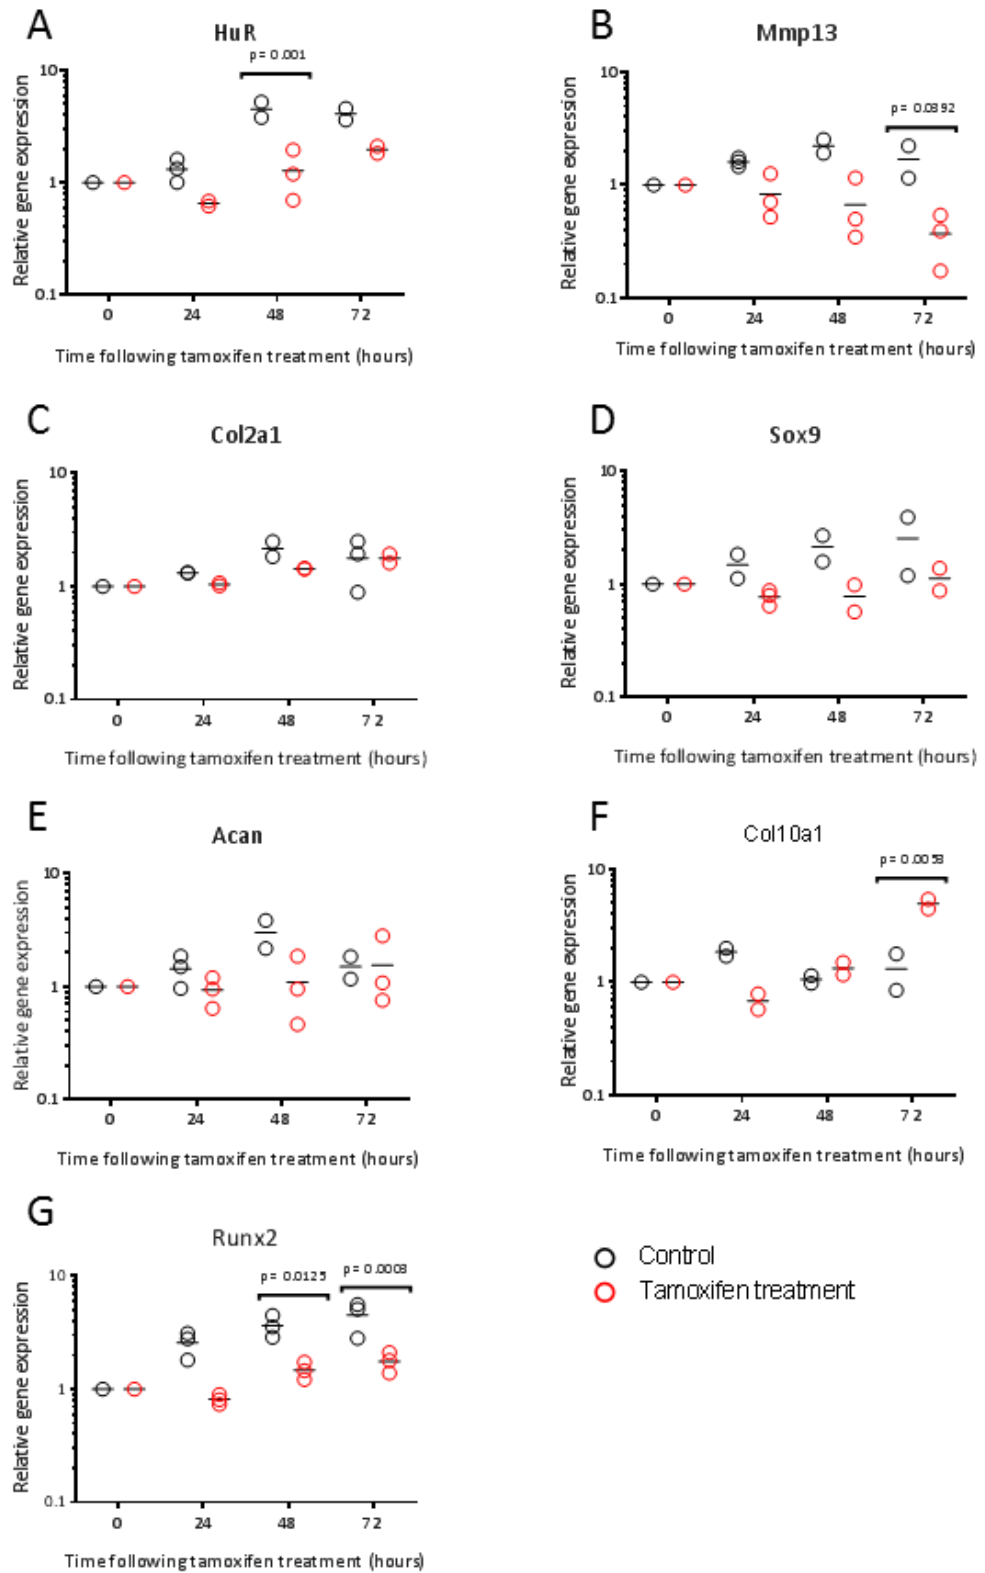 A
HuR
p = 0.001
10
1
0.1
Relative gene expression
0 24 48 72
Time following tamoxifen treatment (hours)
B
Mmp13
p = 0.0392
10
1
0.1
Relative gene expression
0 24 48 72
Time following tamoxifen treatment (hours)
C
Col2a1
10
1
0.1
Relative gene expression
0 24 48 72
Time following tamoxifen treatment (hours)
D
Sox9
10
1
0.1
Relative gene expression
0 24 48 72
Time following tamoxifen treatment (hours)
E
Acan
10
1
0.1
Relative gene expression
0 24 48 72
Time following tamoxifen treatment (hours)
F
Col10a1
p = 0.0058
10
1
0.1
Relative gene expression
0 24 48 72
Time following tamoxifen treatment (hours)
G
Runx2
p = 0.0125
p = 0.0008
10
1
0.1
Relative gene expression
0 24 48 72
Time following tamoxifen treatment (hours)
Control
Tamoxifen treatment